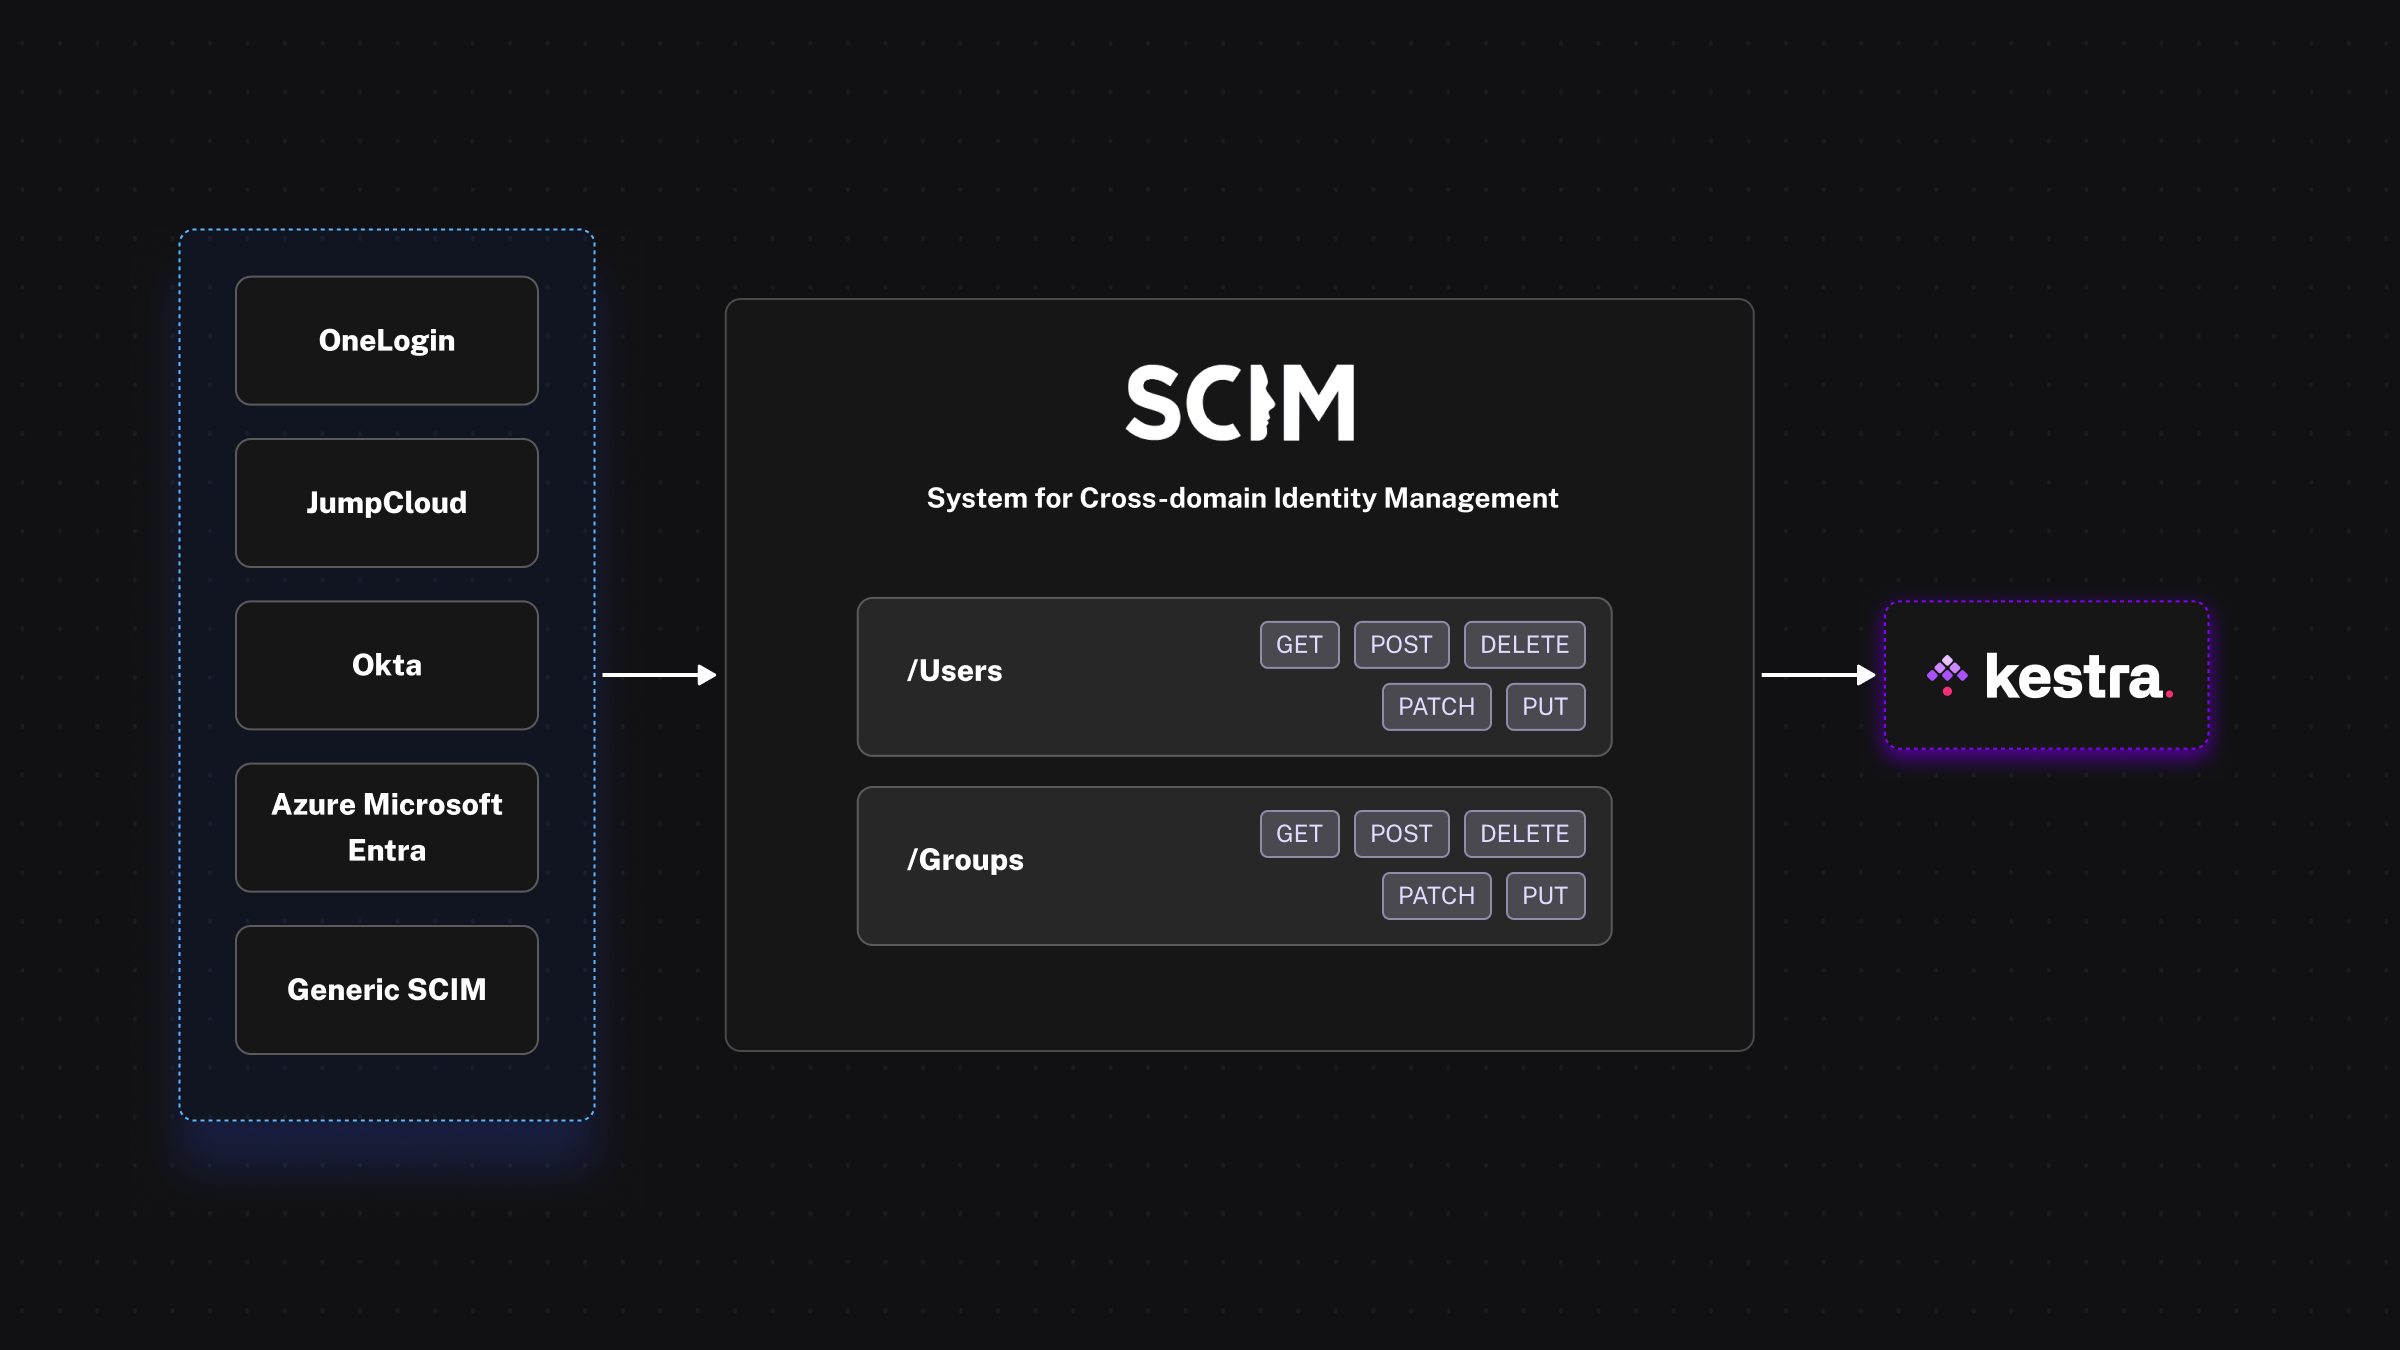 OneLogin
JumpCloud
Okta
Azure Microsoft
Entra
Generic SCIM
SCIM
System for Cross-domain Identity Management
/Users
GET POST DELETE
PATCH PUT
/Groups
GET POST DELETE
PATCH PUT
kestra.